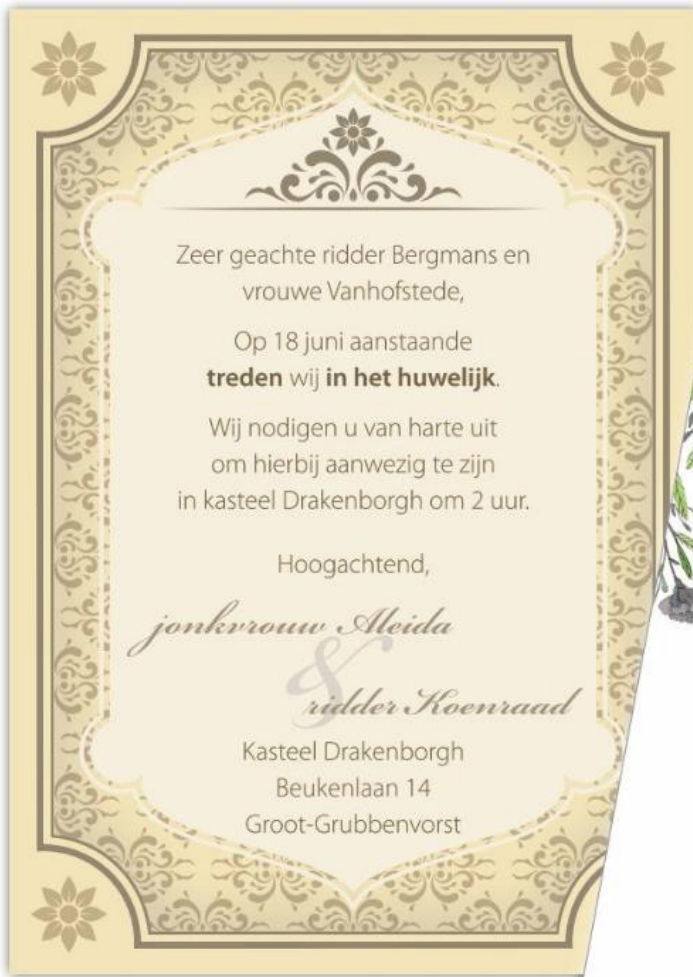 Zeer geachte ridder Bergmans en
vrouwe Vanhofstede,
Op 18 juni aanstaande
treden wij in het huwelijk.
Wij nodigen u van harte uit
om hierbij aanwezig te zijn
in kasteel Drakenborgh om 2 uur.
Hoogachtend,
jonkvrouw Aleida
&
ridder Koenraad
Kasteel Drakenborgh
Beukenlaan 14
Groot-Grubbenvorst